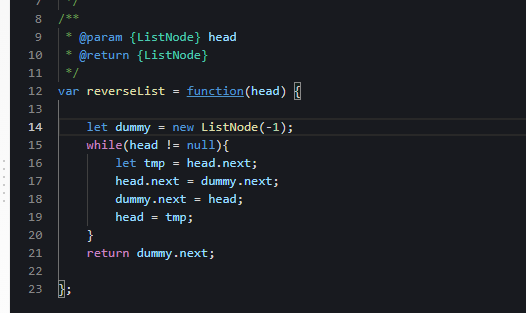 7 */
8 /**
9 * @param {ListNode} head
10 * @return {ListNode}
11 */
12 var reverseList = function(head) {
13
14 let dummy = new ListNode(-1);
15 while(head != null){
16 let tmp = head.next;
17 head.next = dummy.next;
18 dummy.next = head;
19 head = tmp;
20 }
21 return dummy.next;
22
23 };